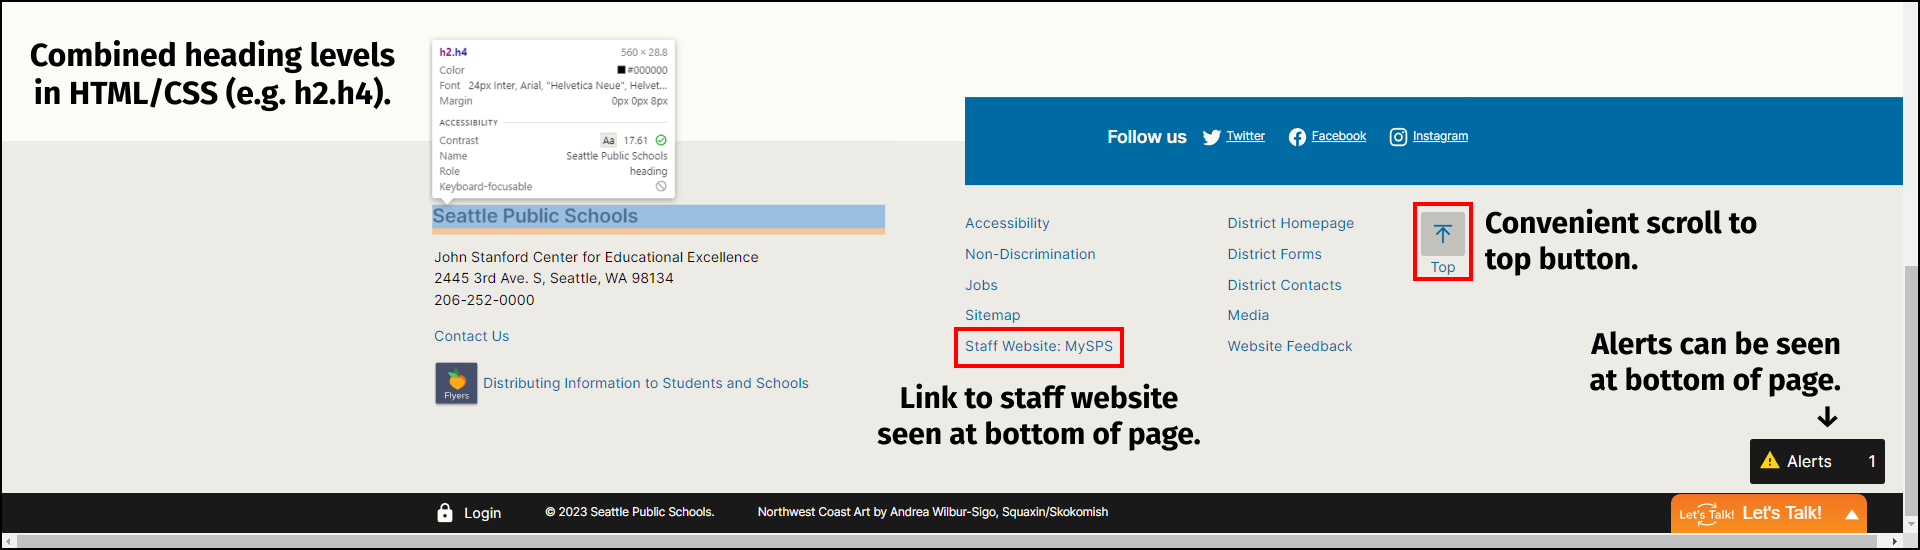 Combined heading levels
in HTML/CSS (e.g. h2.h4).
h2.h4 560 × 28.8
Color #000000
Font 24px Inter, Arial, "Helvetica Neue", Helvet...
Margin 0px 0px 8px
ACCESSIBILITY
Contrast Aa 17.61
Name Seattle Public Schools
Role heading
Keyboard-focusable
Seattle Public Schools
John Stanford Center for Educational Excellence
2445 3rd Ave. S, Seattle, WA 98134
206-252-0000
Contact Us
Flyers
Distributing Information to Students and Schools
Follow us Twitter Facebook Instagram
Accessibility
Non-Discrimination
Jobs
Sitemap
Staff Website: MySPS
Link to staff website
seen at bottom of page.
District Homepage
District Forms
District Contacts
Media
Website Feedback
Top
Convenient scroll to
top button.
Alerts can be seen
at bottom of page.
Alerts 1
Login © 2023 Seattle Public Schools. Northwest Coast Art by Andrea Wilbur-Sigo, Squaxin/Skokomish
Let's Talk! Let's Talk!